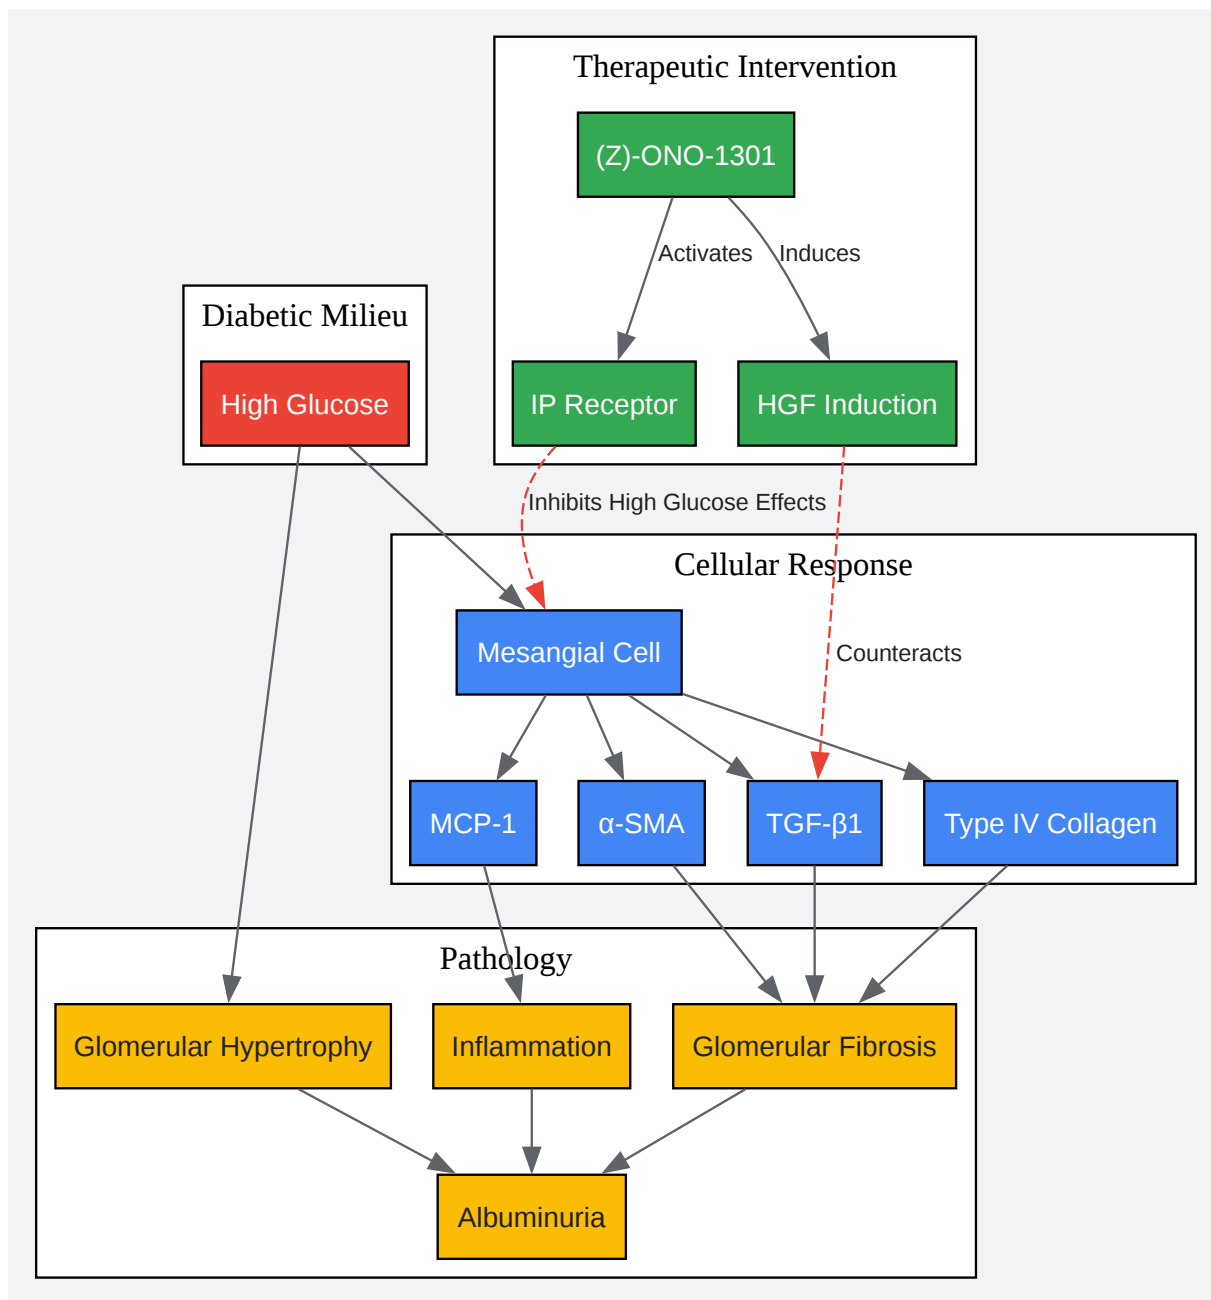 Therapeutic Intervention
(Z)-ONO-1301
Activates
Induces
Diabetic Milieu
High Glucose
IP Receptor
HGF Induction
Inhibits High Glucose Effects
Cellular Response
Mesangial Cell
Counteracts
MCP-1
α-SMA
TGF-β1
Type IV Collagen
Pathology
Glomerular Hypertrophy
Inflammation
Glomerular Fibrosis
Albuminuria